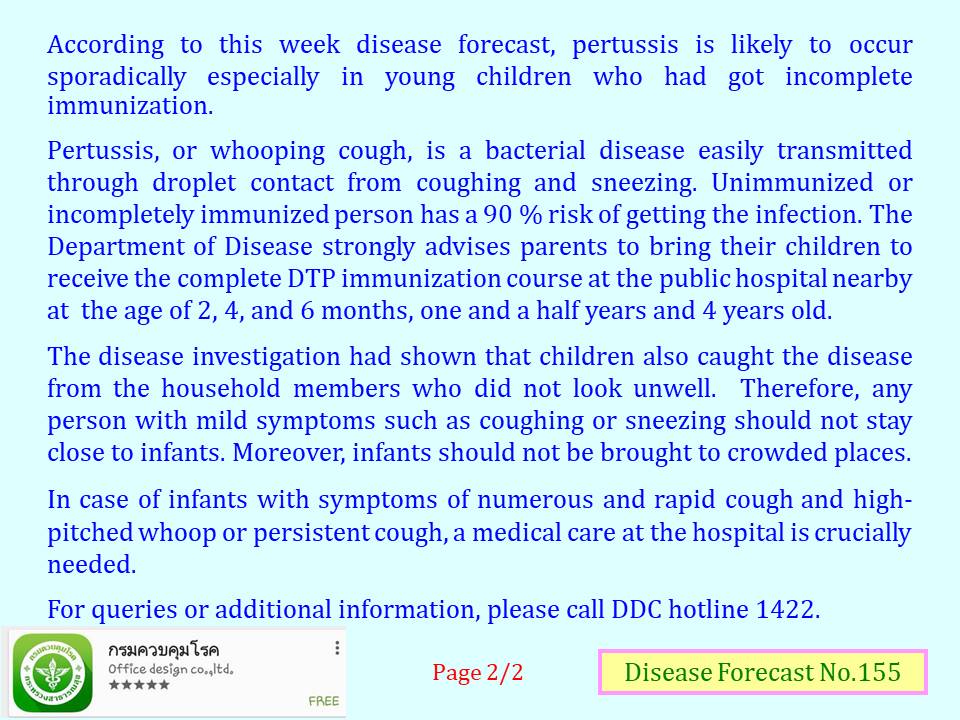 According to this week disease forecast, pertussis is likely to occur
sporadically especially in young children who had got incomplete
immunization.
Pertussis, or whooping cough, is a bacterial disease easily transmitted
through droplet contact from coughing and sneezing. Unimmunized or
incompletely immunized person has a 90 % risk of getting the infection. The
Department of Disease strongly advises parents to bring their children to
receive the complete DTP immunization course at the public hospital nearby
at the age of 2, 4, and 6 months, one and a half years and 4 years old.
The disease investigation had shown that children also caught the disease
from the household members who did not look unwell. Therefore, any
person with mild symptoms such as coughing or sneezing should not stay
close to infants. Moreover, infants should not be brought to crowded places.
In case of infants with symptoms of numerous and rapid cough and high-
pitched whoop or persistent cough, a medical care at the hospital is crucially
needed.
For queries or additional information, please call DDC hotline 1422.
กรมควบคุมโรค
Office design co.,ltd.
★★★★★
FREE
Page 2/2
Disease Forecast No.155